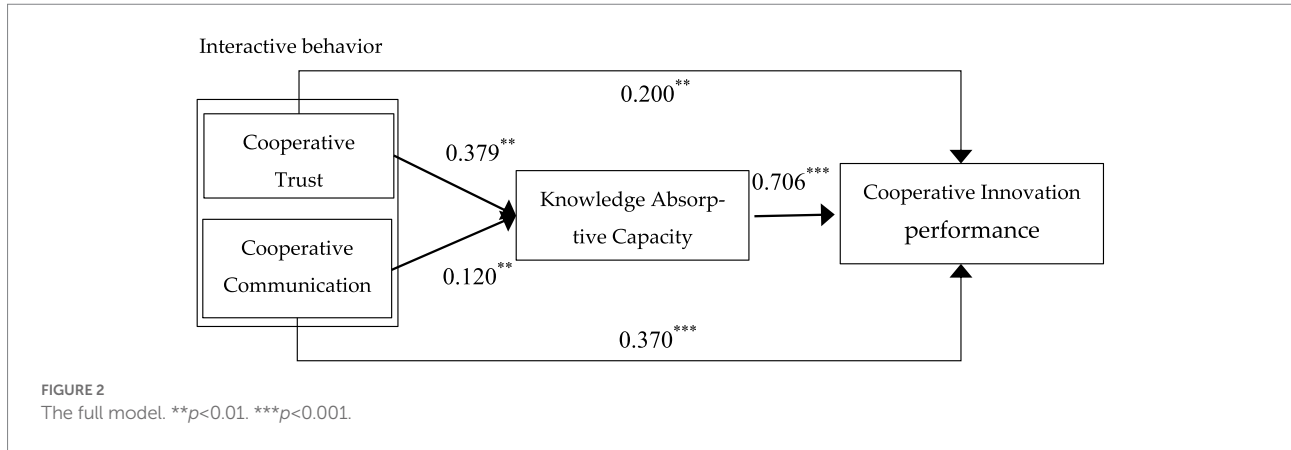 Interactive behavior
0.200**
Cooperative
Trust
0.379**
Knowledge Absorp-
tive Capacity
0.706***
Cooperative Innovation
performance
Cooperative
Communication
0.120**
0.370***
FIGURE 2
The full model. **p<0.01. ***p<0.001.